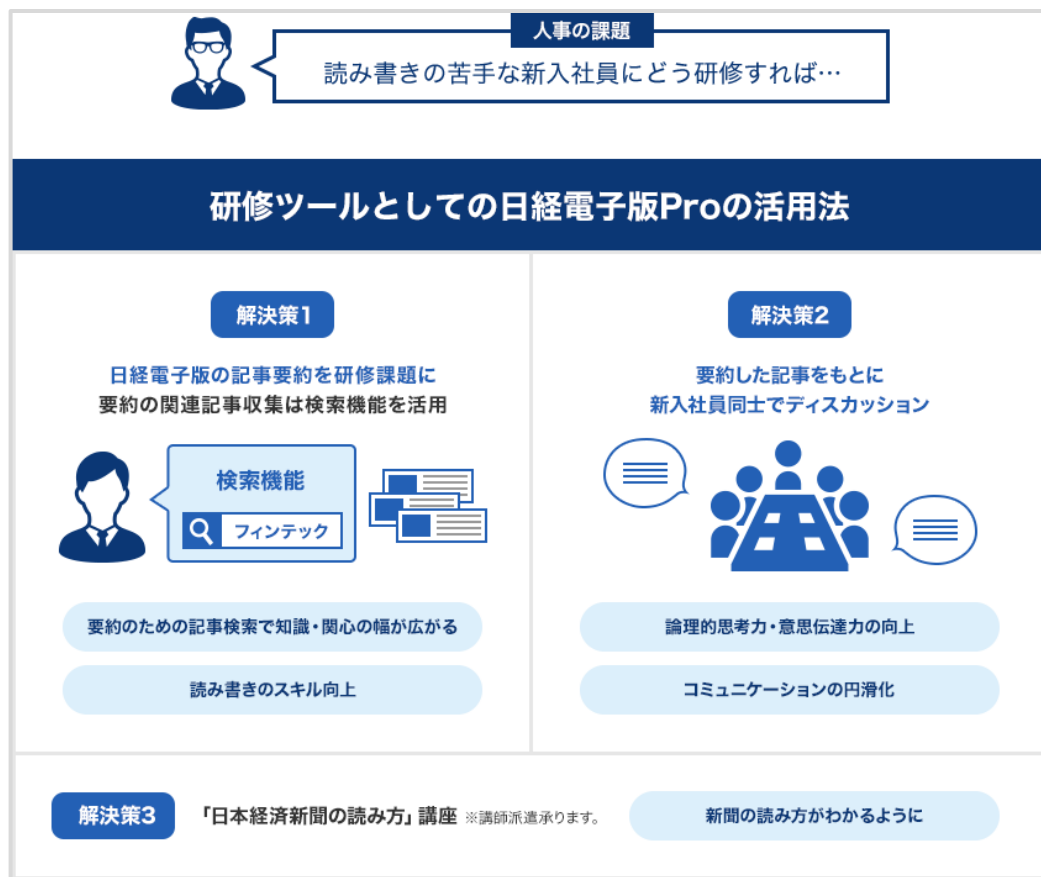 人事の課題
読み書きの苦手な新入社員にどう研修すれば…
研修ツールとしての日経電子版Proの活用法
解決策1
日経電子版の記事要約を研修課題に
要約の関連記事収集は検索機能を活用
検索機能
フィンテック
要約のための記事検索で知識・関心の幅が広がる
読み書きのスキル向上
解決策2
要約した記事をもとに
新入社員同士でディスカッション
論理的思考力・意思伝達力の向上
コミュニケーションの円滑化
解決策3
「日本経済新聞の読み方」講座 ※講師派遣承ります。
新聞の読み方がわかるように